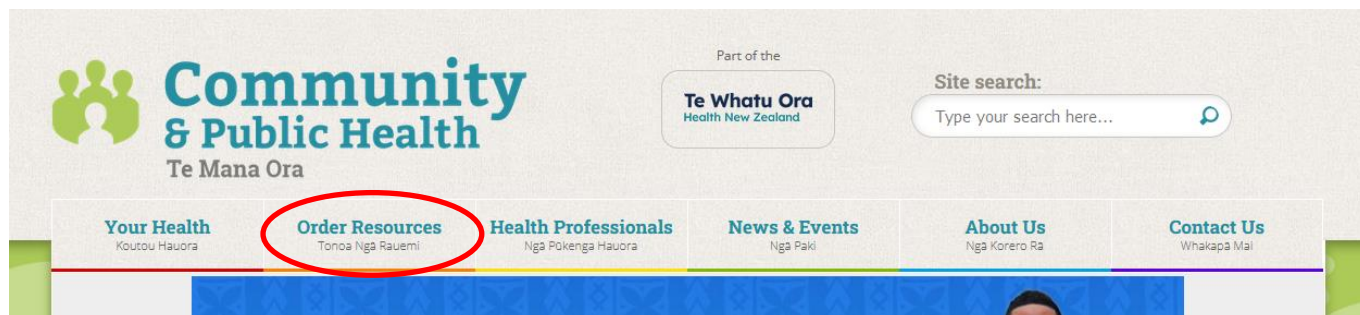 Community
& Public Health
Te Mana Ora
Part of the
Te Whatu Ora
Health New Zealand
Site search:
Type your search here...
Your Health
Koutou Hauora
Order Resources
Tonoa Ngā Rauemi
Health Professionals
Ngā Pūkenga Hauora
News & Events
Ngā Paki
About Us
Ngā Korero Rā
Contact Us
Whakapā Mai